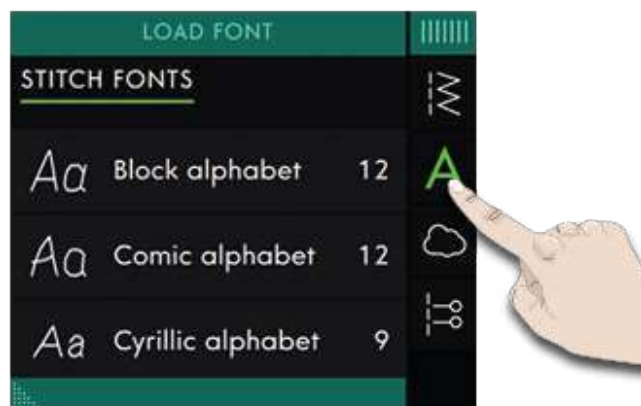 LOAD FONT
STITCH FONTS
Aa Block alphabet 12
Aa Comic alphabet 12
Aa Cyrillic alphabet 9
A